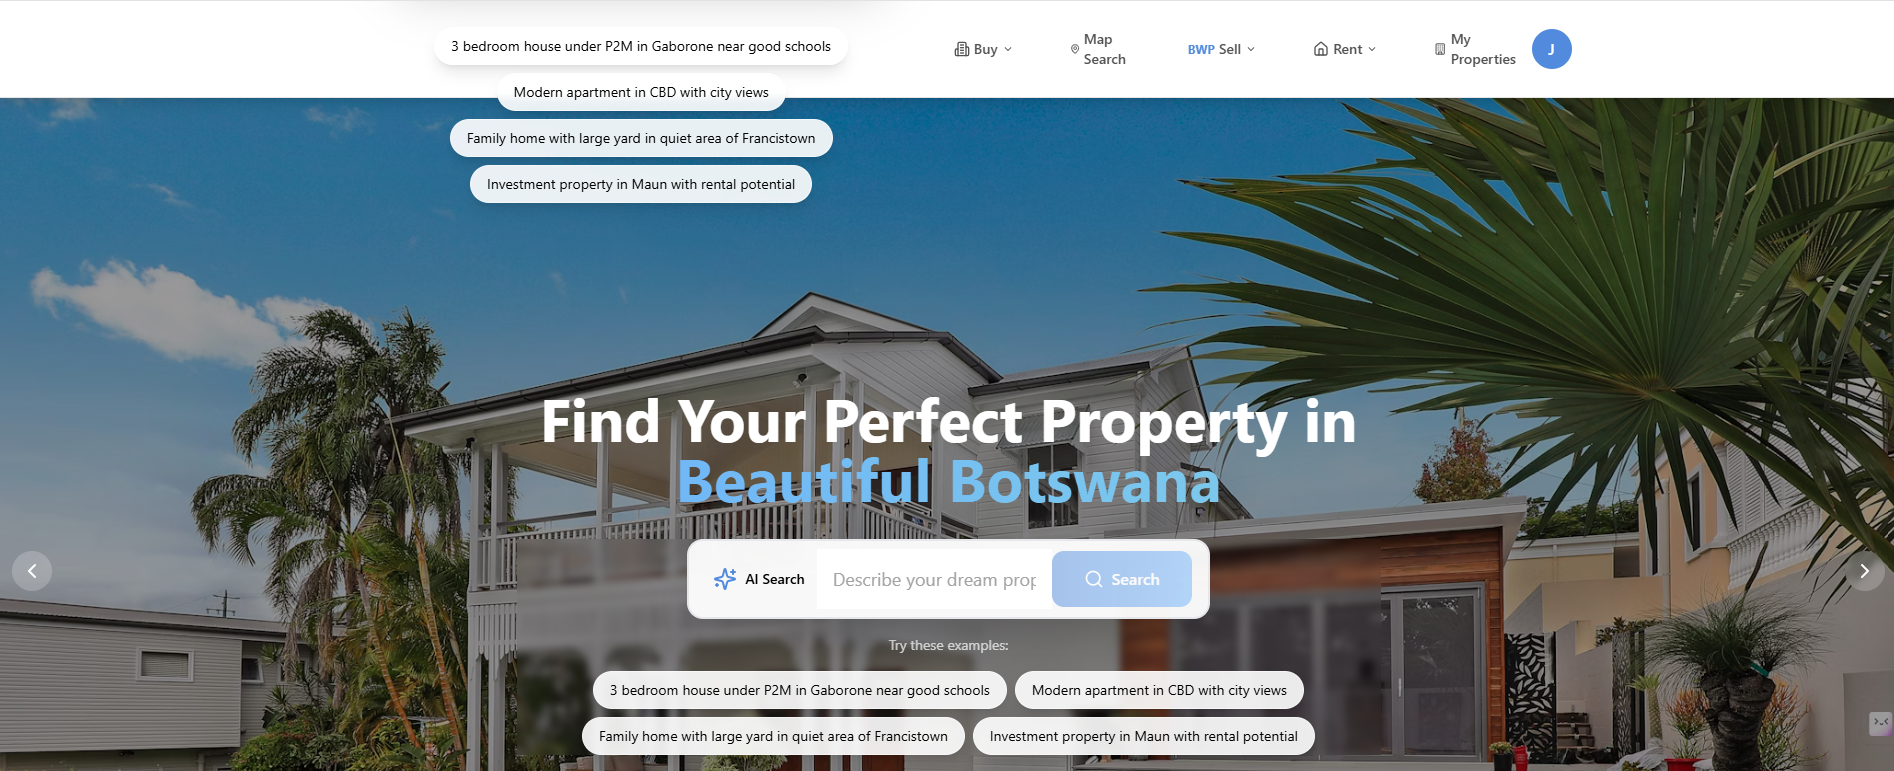 3 bedroom house under P2M in Gaborone near good schools
Modern apartment in CBD with city views
Family home with large yard in quiet area of Francistown
Investment property in Maun with rental potential
Buy
Map
Search
BWP Sell
Rent
My
Properties
J
Find Your Perfect Property in
Beautiful Botswana
AI Search
Describe your dream prop
Search
Try these examples:
3 bedroom house under P2M in Gaborone near good schools
Modern apartment in CBD with city views
Family home with large yard in quiet area of Francistown
Investment property in Maun with rental potential